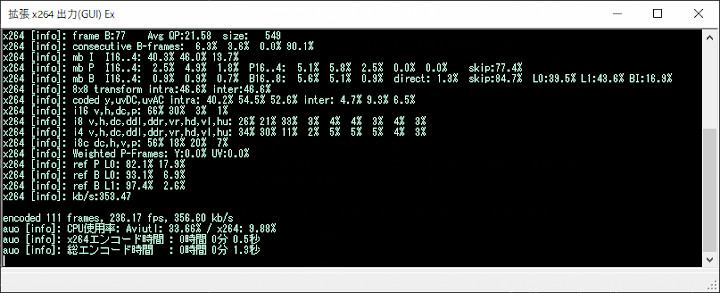 拡張 x264 出力(GUI) Ex
x264 [info]: frame B:77    Avg QP:21.58  size:   549
x264 [info]: consecutive B-frames:  6.3%  3.6%  0.0% 90.1%
x264 [info]: mb I  I16..4: 40.3% 46.0% 13.7%
x264 [info]: mb P  I16..4:  2.5%  4.3%  1.8%  P16..4:  5.1%  5.8%  2.5%  0.0%  0.0%    skip:77.4%
x264 [info]: mb B  I16..4:  0.3%  0.9%  0.7%  B16..8:  5.6%  5.1%  0.9%  direct: 1.3%  skip:84.7%  L0:39.5% L1:43.6% BI:16.9%
x264 [info]: 8x8 transform intra:46.6% inter:46.6%
x264 [info]: coded y,uvDC,uvAC intra: 40.2% 54.5% 52.6% inter: 4.7% 9.3% 6.5%
x264 [info]: i16 v,h,dc,p: 66% 30%  3%  1%
x264 [info]: i8 v,h,dc,ddl,ddr,vr,hd,vl,hu: 26% 21% 33%  3%  4%  3%  4%  3%  3%
x264 [info]: i4 v,h,dc,ddl,ddr,vr,hd,vl,hu: 34% 30% 11%  2%  5%  5%  5%  4%  3%
x264 [info]: i8c dc,h,v,p: 56% 18% 20%  7%
x264 [info]: Weighted P-Frames: Y:0.0% UV:0.0%
x264 [info]: ref P L0: 82.1% 17.9%
x264 [info]: ref B L0: 93.1%  6.9%
x264 [info]: ref B L1: 97.4%  2.6%
x264 [info]: kb/s:353.47
encoded 111 frames, 236.17 fps, 356.60 kb/s
auo [info]: CPU使用率: Aviutl: 33.66% / x264: 9.88%
auo [info]: x264エンコード時間 : 0時間 0分 0.5秒
auo [info]: 総エンコード時間  : 0時間 0分 1.3秒